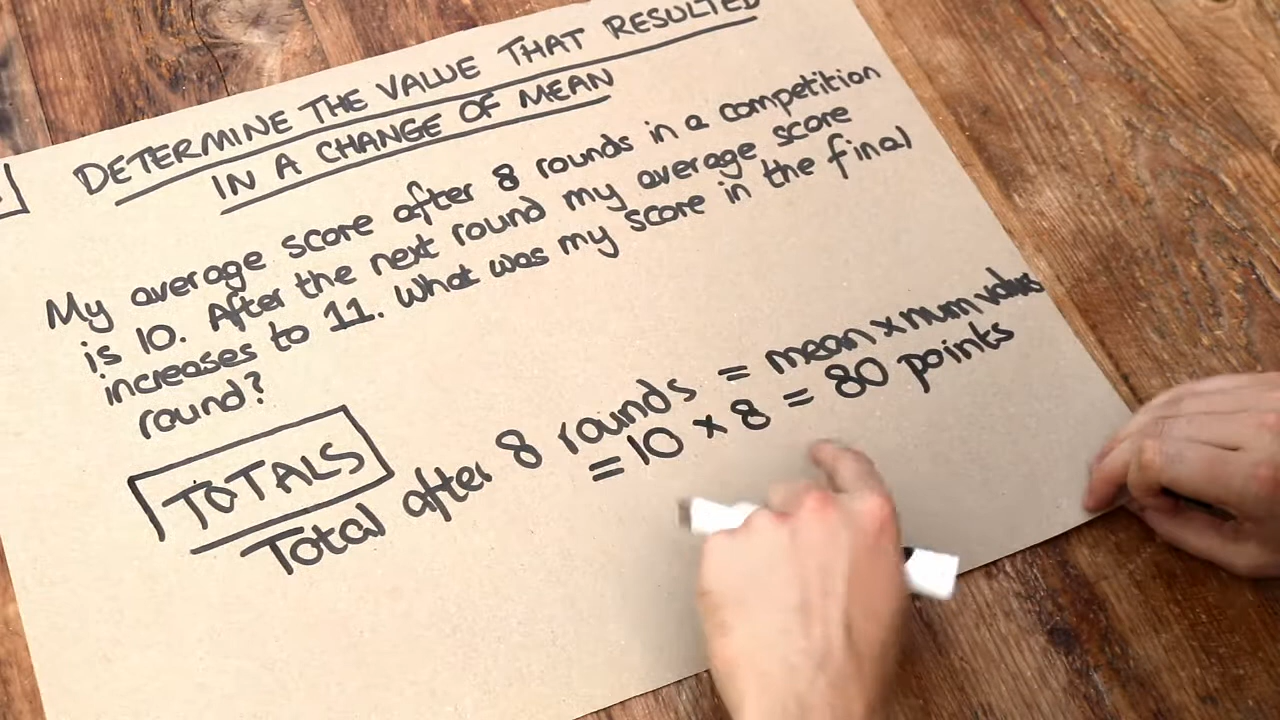 DETERMINE THE VALUE THAT RESULTED
IN A CHANGE OF MEAN
My average score after 8 rounds in a competition
is 10. After the next round my average score
increases to 11. What was my score in the final
round?
TOTALS
Total after 8 rounds = mean x num values
= 10 x 8 = 80 points